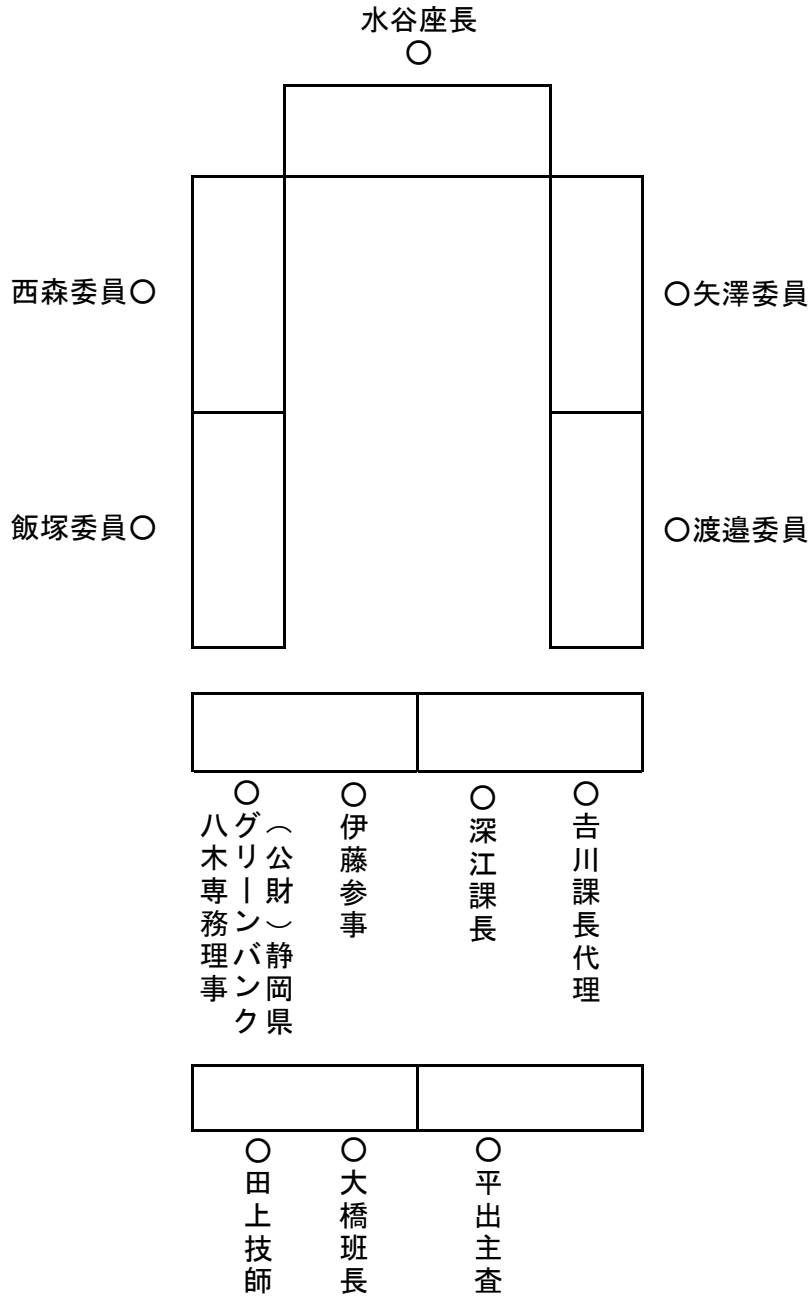 水谷座長
○
西森委員○
○矢澤委員
飯塚委員○
○渡邉委員
○
（公財）静岡県
グリーンバンク
八木専務理事
○伊藤参事
○深江課長
○𠮷川課長代理
○田上技師
○大橋班長
○平出主査